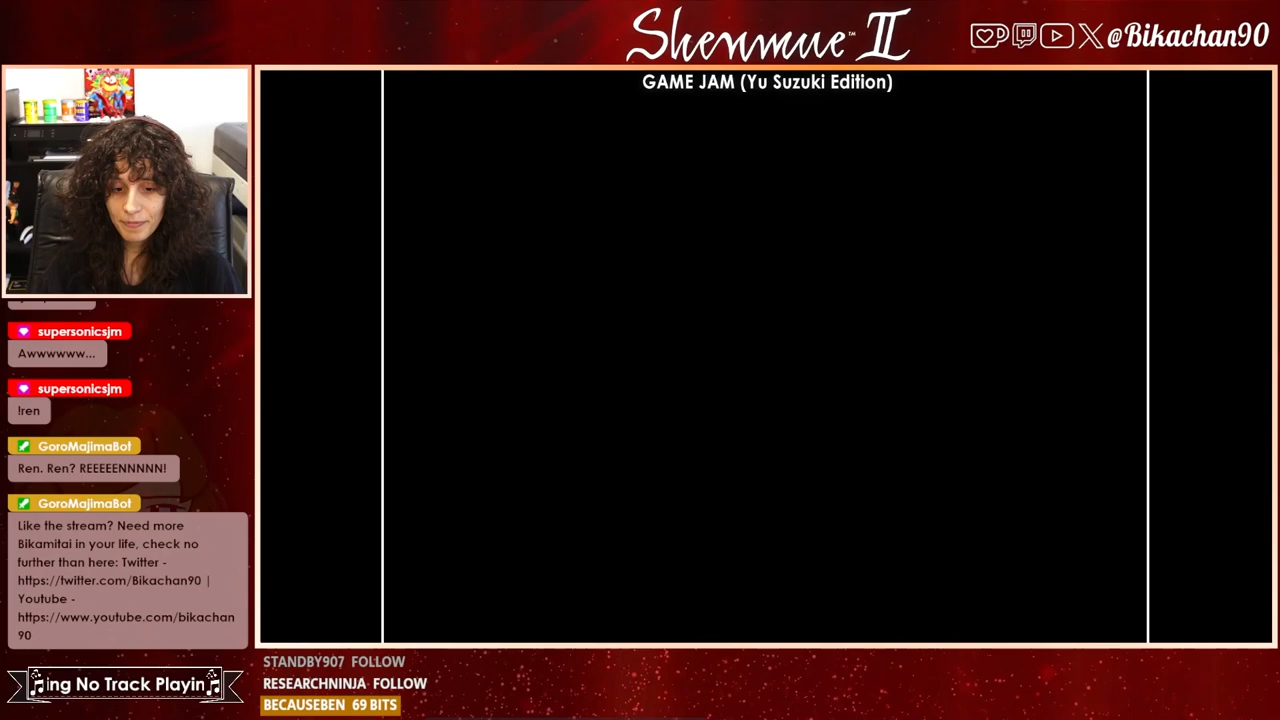 Shenmue™ II
@Bikachan90
GAME JAM (Yu Suzuki Edition)
supersonicsjm
Awwwwww...
supersonicsjm
!ren
GoroMajimaBot
Ren. Ren? REEEEENNNNN!
GoroMajimaBot
Like the stream? Need more
Bikamitai in your life, check no
further than here: Twitter -
https://twitter.com/Bikachan90 |
Youtube -
https://www.youtube.com/bikachan
90
ing No Track Playin
STANDBY907 FOLLOW
RESEARCHNINJA FOLLOW
BECAUSEBEN 69 BITS